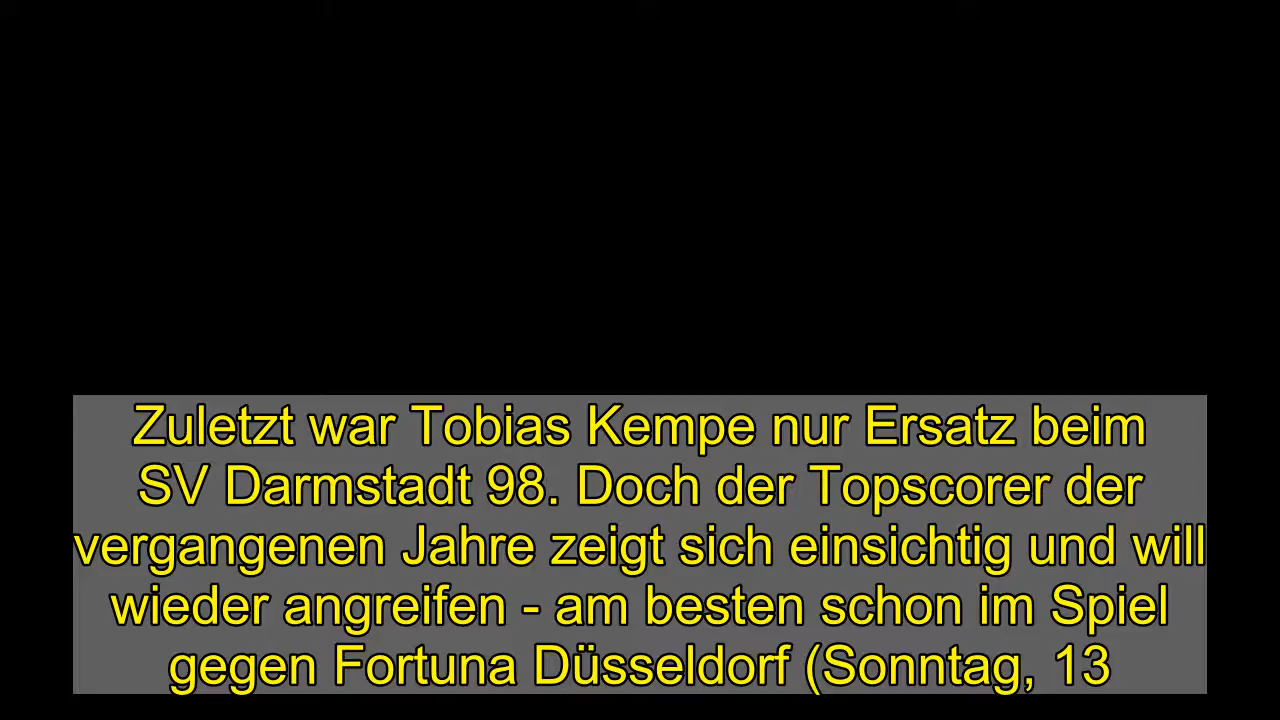 Zuletzt war Tobias Kempe nur Ersatz beim
SV Darmstadt 98. Doch der Topscorer der
vergangenen Jahre zeigt sich einsichtig und will
wieder angreifen - am besten schon im Spiel
gegen Fortuna Düsseldorf (Sonntag, 13